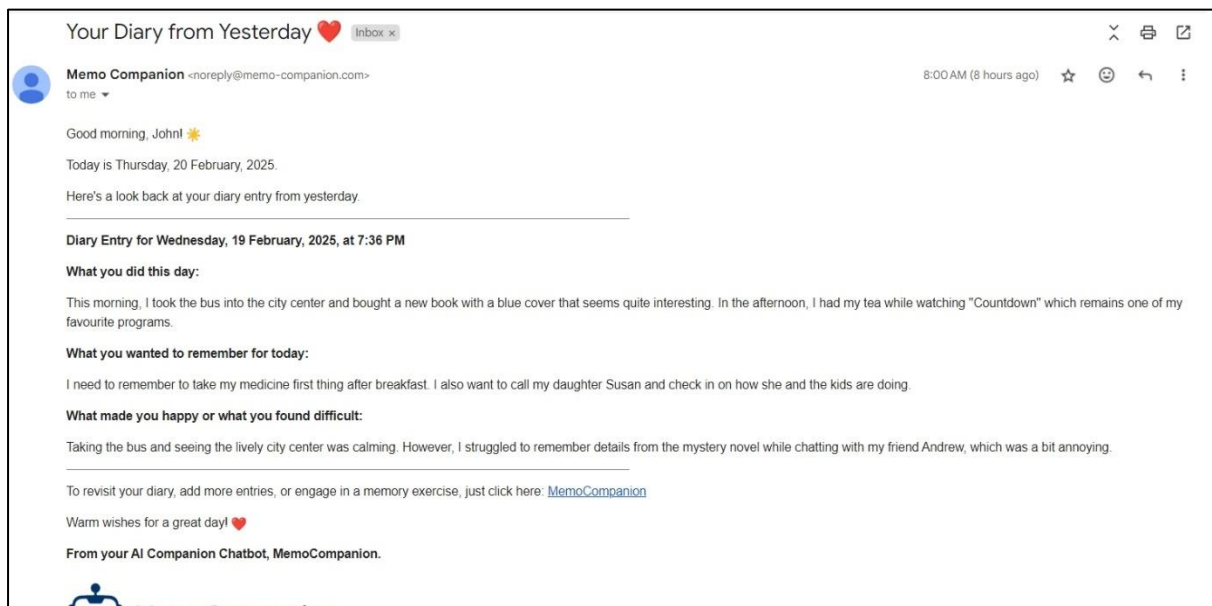 Your Diary from Yesterday ❤️ Inbox ×
Memo Companion <noreply@memo-companion.com> 8:00 AM (8 hours ago)
to me
Good morning, John! ☀️
Today is Thursday, 20 February, 2025.
Here's a look back at your diary entry from yesterday.
Diary Entry for Wednesday, 19 February, 2025, at 7:36 PM
What you did this day:
This morning, I took the bus into the city center and bought a new book with a blue cover that seems quite interesting. In the afternoon, I had my tea while watching "Countdown" which remains one of my
favourite programs.
What you wanted to remember for today:
I need to remember to take my medicine first thing after breakfast. I also want to call my daughter Susan and check in on how she and the kids are doing.
What made you happy or what you found difficult:
Taking the bus and seeing the lively city center was calming. However, I struggled to remember details from the mystery novel while chatting with my friend Andrew, which was a bit annoying.
To revisit your diary, add more entries, or engage in a memory exercise, just click here: MemoCompanion
Warm wishes for a great day! ❤️
From your AI Companion Chatbot, MemoCompanion.